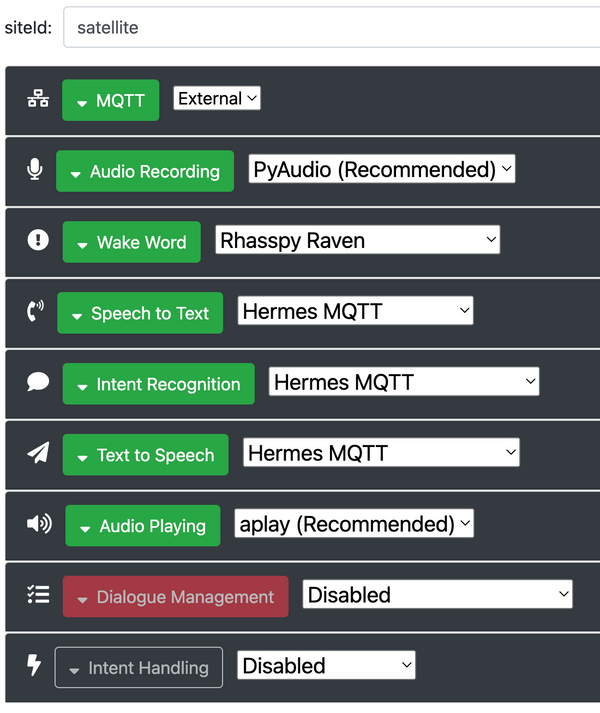 siteId: satellite
MQTT External
Audio Recording PyAudio (Recommended)
Wake Word Rhasspy Raven
Speech to Text Hermes MQTT
Intent Recognition Hermes MQTT
Text to Speech Hermes MQTT
Audio Playing aplay (Recommended)
Dialogue Management Disabled
Intent Handling Disabled